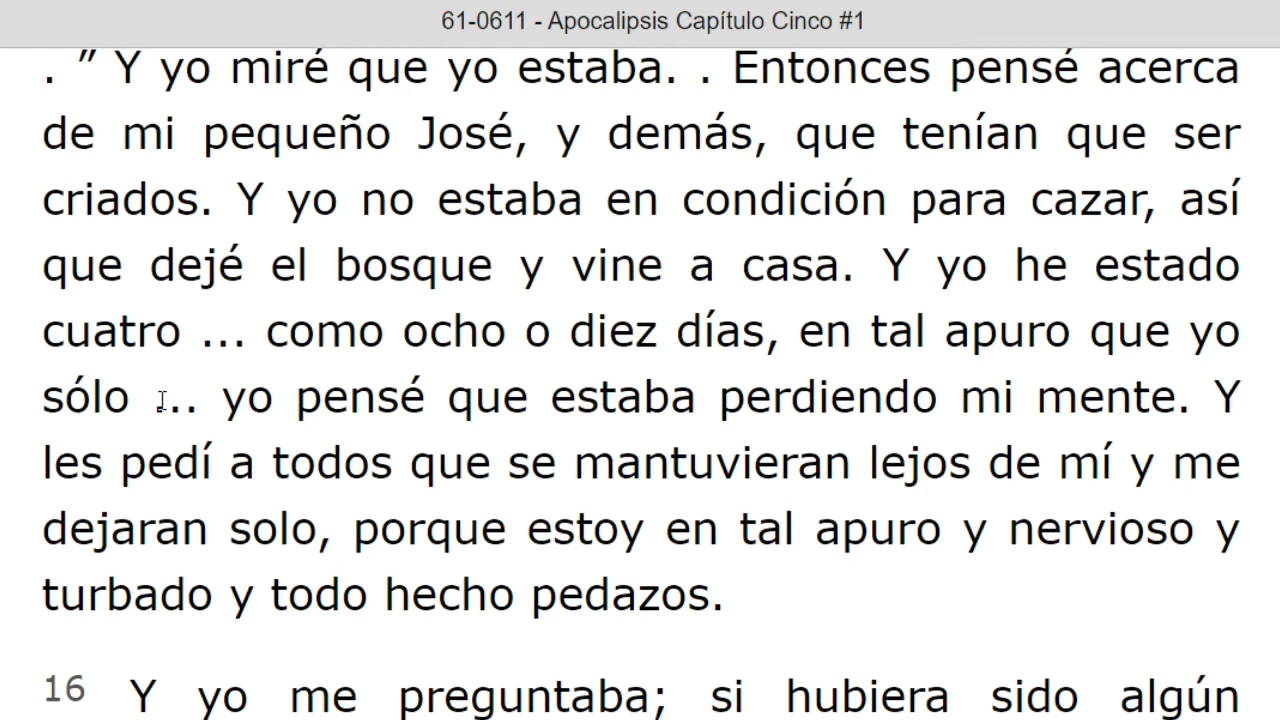 61-0611 - Apocalipsis Capítulo Cinco #1
. ” Y yo miré que yo estaba. . Entonces pensé acerca
de mi pequeño José, y demás, que tenían que ser
criados. Y yo no estaba en condición para cazar, así
que dejé el bosque y vine a casa. Y yo he estado
cuatro ... como ocho o diez días, en tal apuro que yo
sólo ... yo pensé que estaba perdiendo mi mente. Y
les pedí a todos que se mantuvieran lejos de mí y me
dejaran solo, porque estoy en tal apuro y nervioso y
turbado y todo hecho pedazos.
16 Y yo me preguntaba; si hubiera sido algún